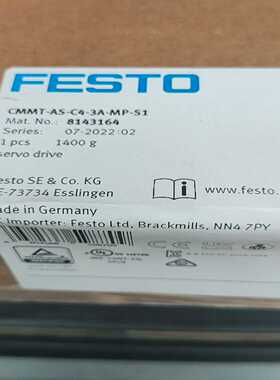 FESTO
CMMT-AS-C4-3A-MP-S1
Mat. No.: 8143164
Series: 07-2022:02
1 pcs 1400 g
servo drive
Festo SE & Co. KG
DE-73734 Esslingen
www.festo.
Made in Germany
Importer: Festo Ltd, Brackmills, NN4 7PY